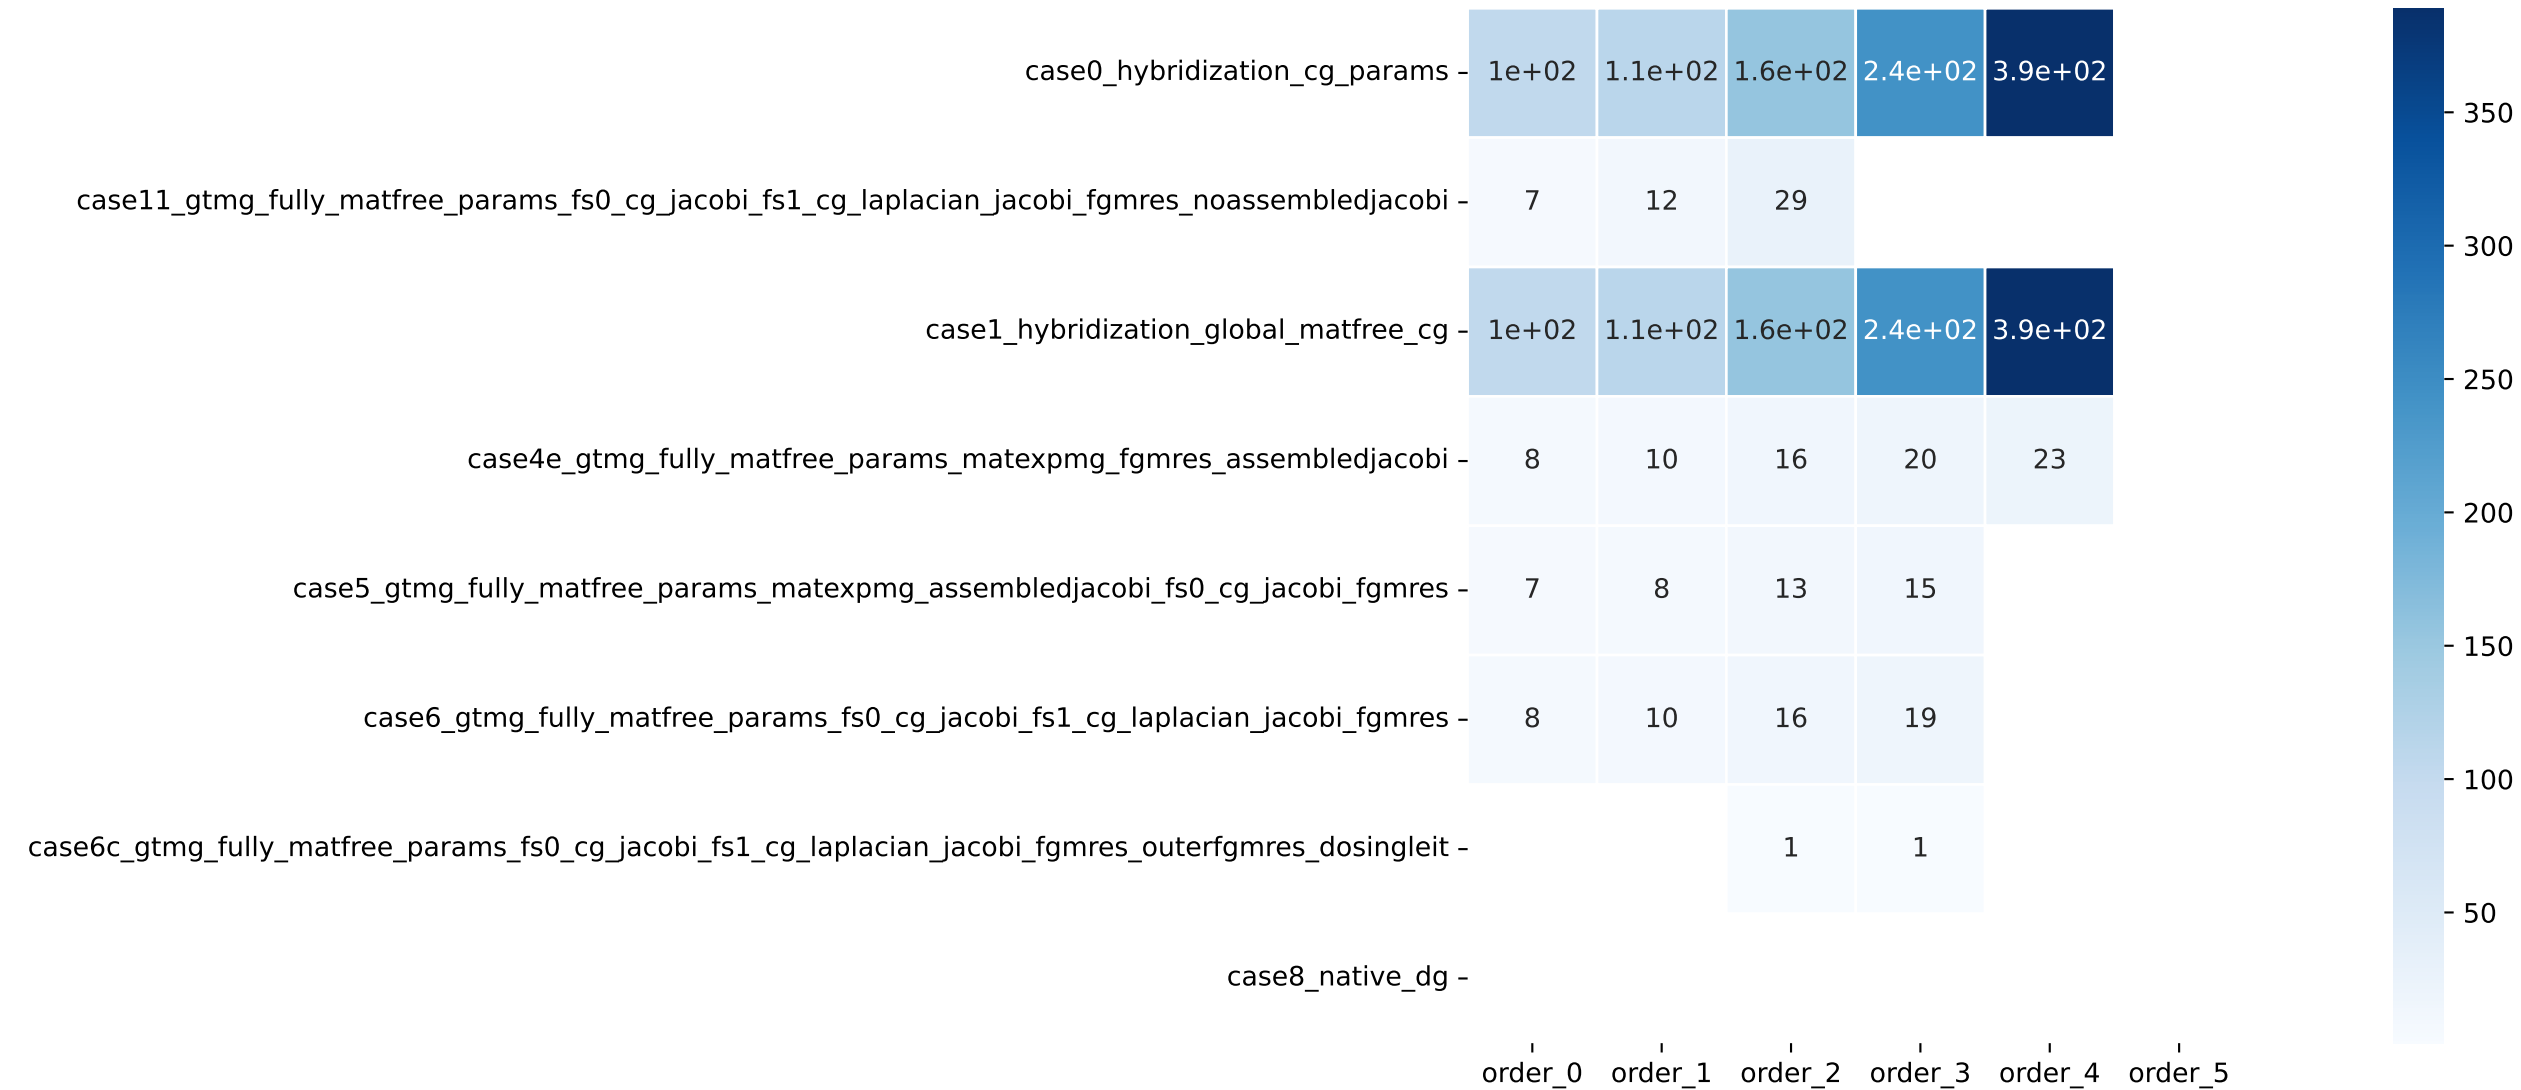 case0_hybridization_cg_params 1e+02 1.1e+02 1.6e+02 2.4e+02 3.9e+02
case11_gtmg_fully_matfree_params_fs0_cg_jacobi_fs1_cg_laplacian_jacobi_fgmres_noassembledjacobi 7 12 29
case1_hybridization_global_matfree_cg 1e+02 1.1e+02 1.6e+02 2.4e+02 3.9e+02
case4e_gtmg_fully_matfree_params_matexpmg_fgmres_assembledjacobi 8 10 16 20 23
case5_gtmg_fully_matfree_params_matexpmg_assembledjacobi_fs0_cg_jacobi_fgmres 7 8 13 15
case6_gtmg_fully_matfree_params_fs0_cg_jacobi_fs1_cg_laplacian_jacobi_fgmres 8 10 16 19
case6c_gtmg_fully_matfree_params_fs0_cg_jacobi_fs1_cg_laplacian_jacobi_fgmres_outerfgmres_dosingleit 1 1
case8_native_dg
order_0 order_1 order_2 order_3 order_4 order_5
350
300
250
200
150
100
50